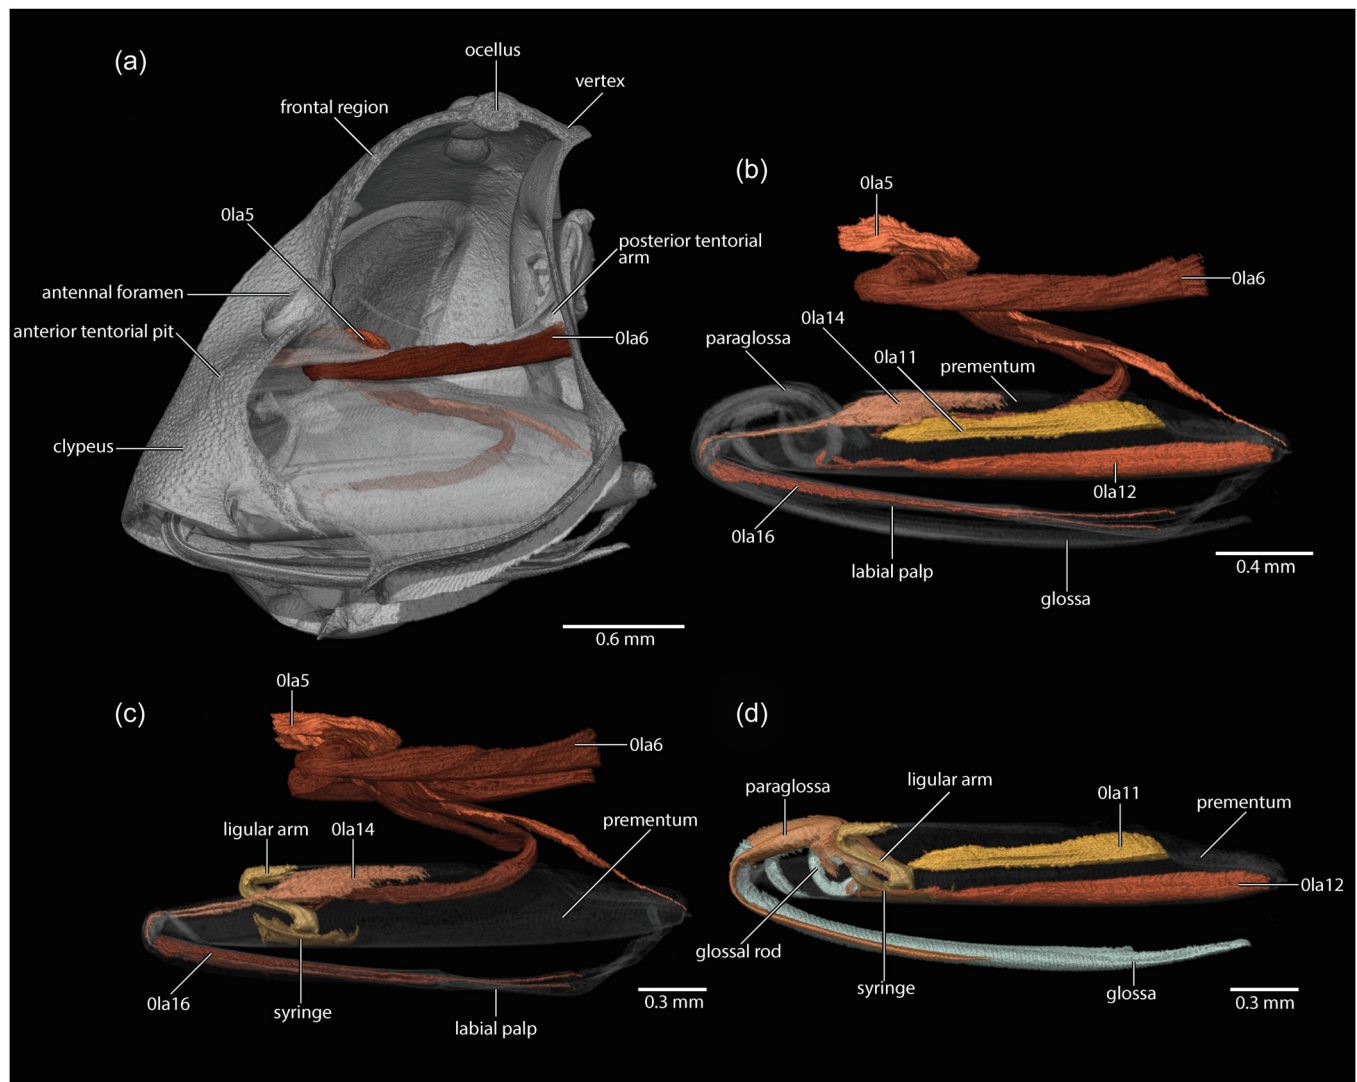 (a)
ocellus
vertex
frontal region
0la5
posterior tentorial
arm
antennal foramen
anterior tentorial pit
0la6
clypeus
0.6 mm
(b)
0la5
0la6
0la14
paraglossa
0la11
prementum
0la12
0la16
labial palp
glossa
0.4 mm
(c)
0la5
0la6
ligular arm
0la14
prementum
0la16
syringe
labial palp
0.3 mm
(d)
ligular arm
paraglossa
0la11
prementum
0la12
glossal rod
syringe
glossa
0.3 mm